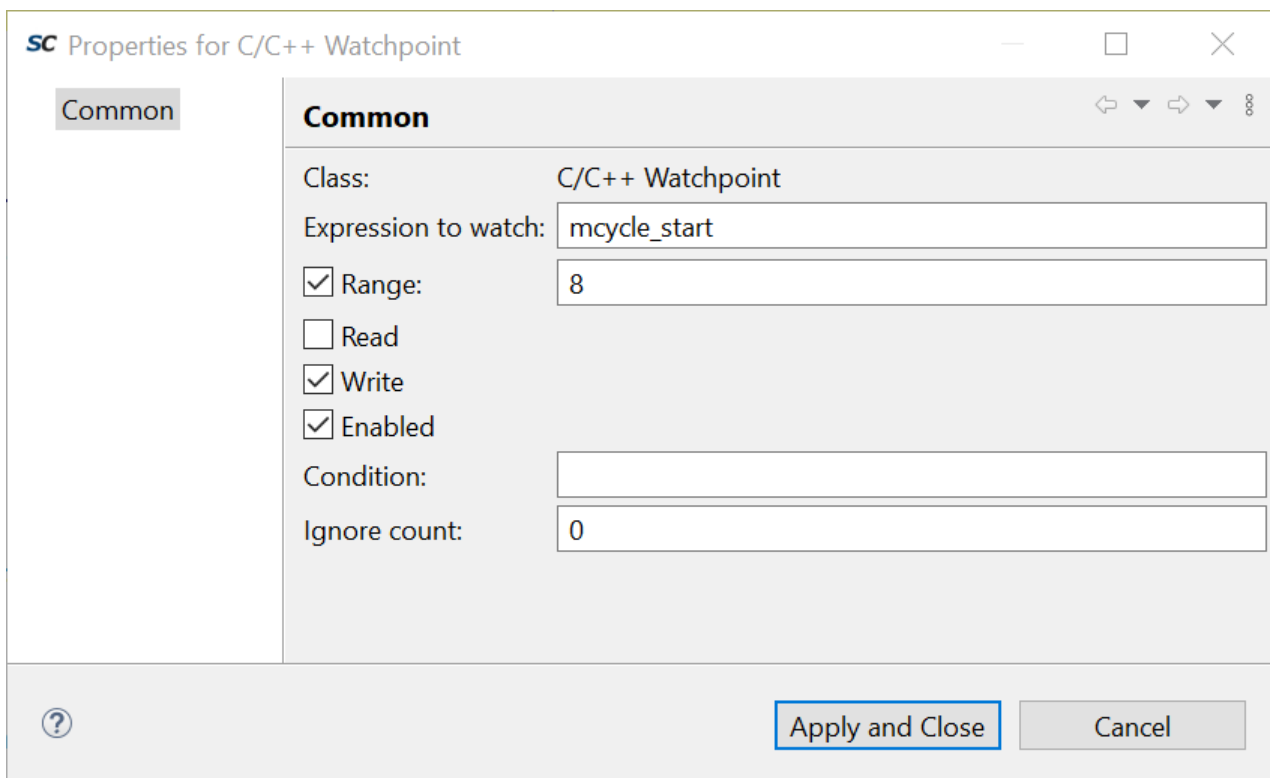 SC Properties for C/C++ Watchpoint
Common
Common
Class: C/C++ Watchpoint
Expression to watch: mcycle_start
Range: 8
Read
Write
Enabled
Condition:
Ignore count: 0
?
Apply and Close Cancel